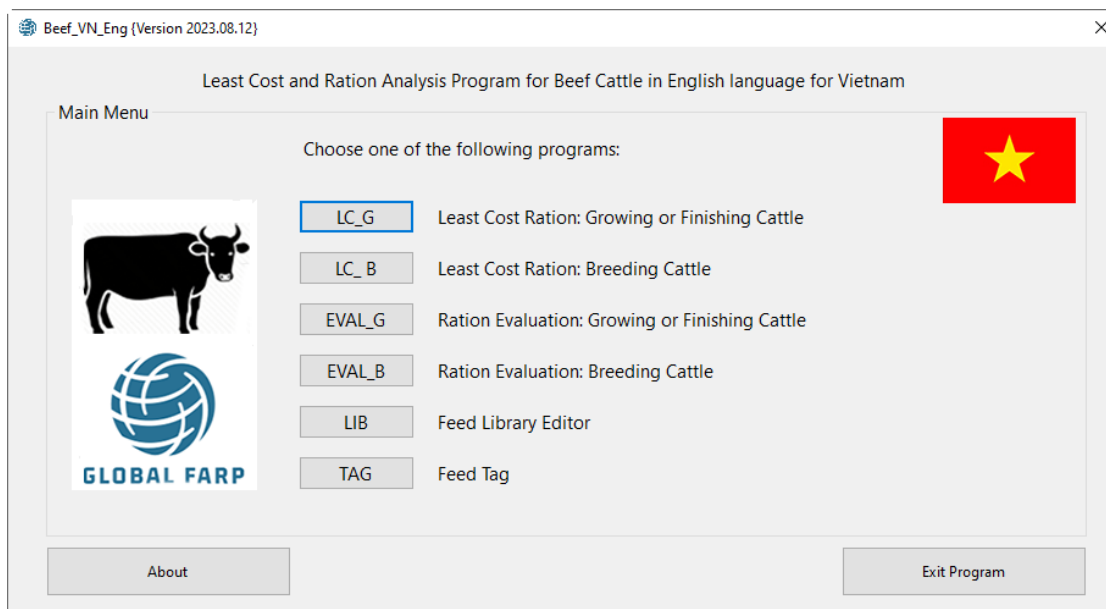 Beef_VN_Eng {Version 2023.08.12}
Least Cost and Ration Analysis Program for Beef Cattle in English language for Vietnam
Main Menu
Choose one of the following programs:
LC_G Least Cost Ration: Growing or Finishing Cattle
LC_ B Least Cost Ration: Breeding Cattle
EVAL_G Ration Evaluation: Growing or Finishing Cattle
EVAL_B Ration Evaluation: Breeding Cattle
LIB Feed Library Editor
TAG Feed Tag
GLOBAL FARP
About Exit Program